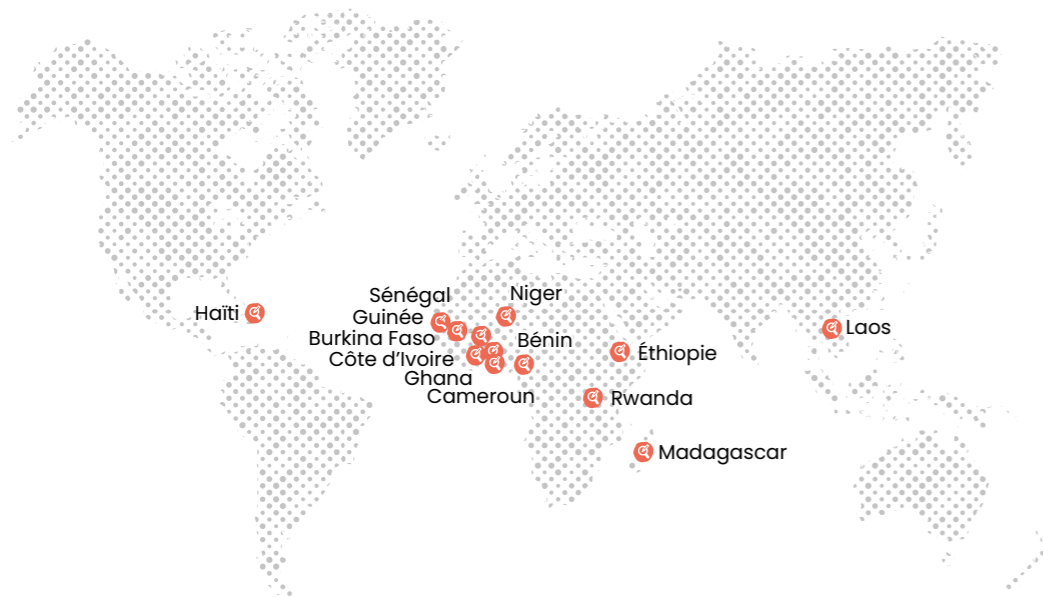 Sénégal
Niger
Haïti
Guinée
Burkina Faso
Bénin
Laos
Côte d’Ivoire
Éthiopie
Ghana
Cameroun
Rwanda
Madagascar